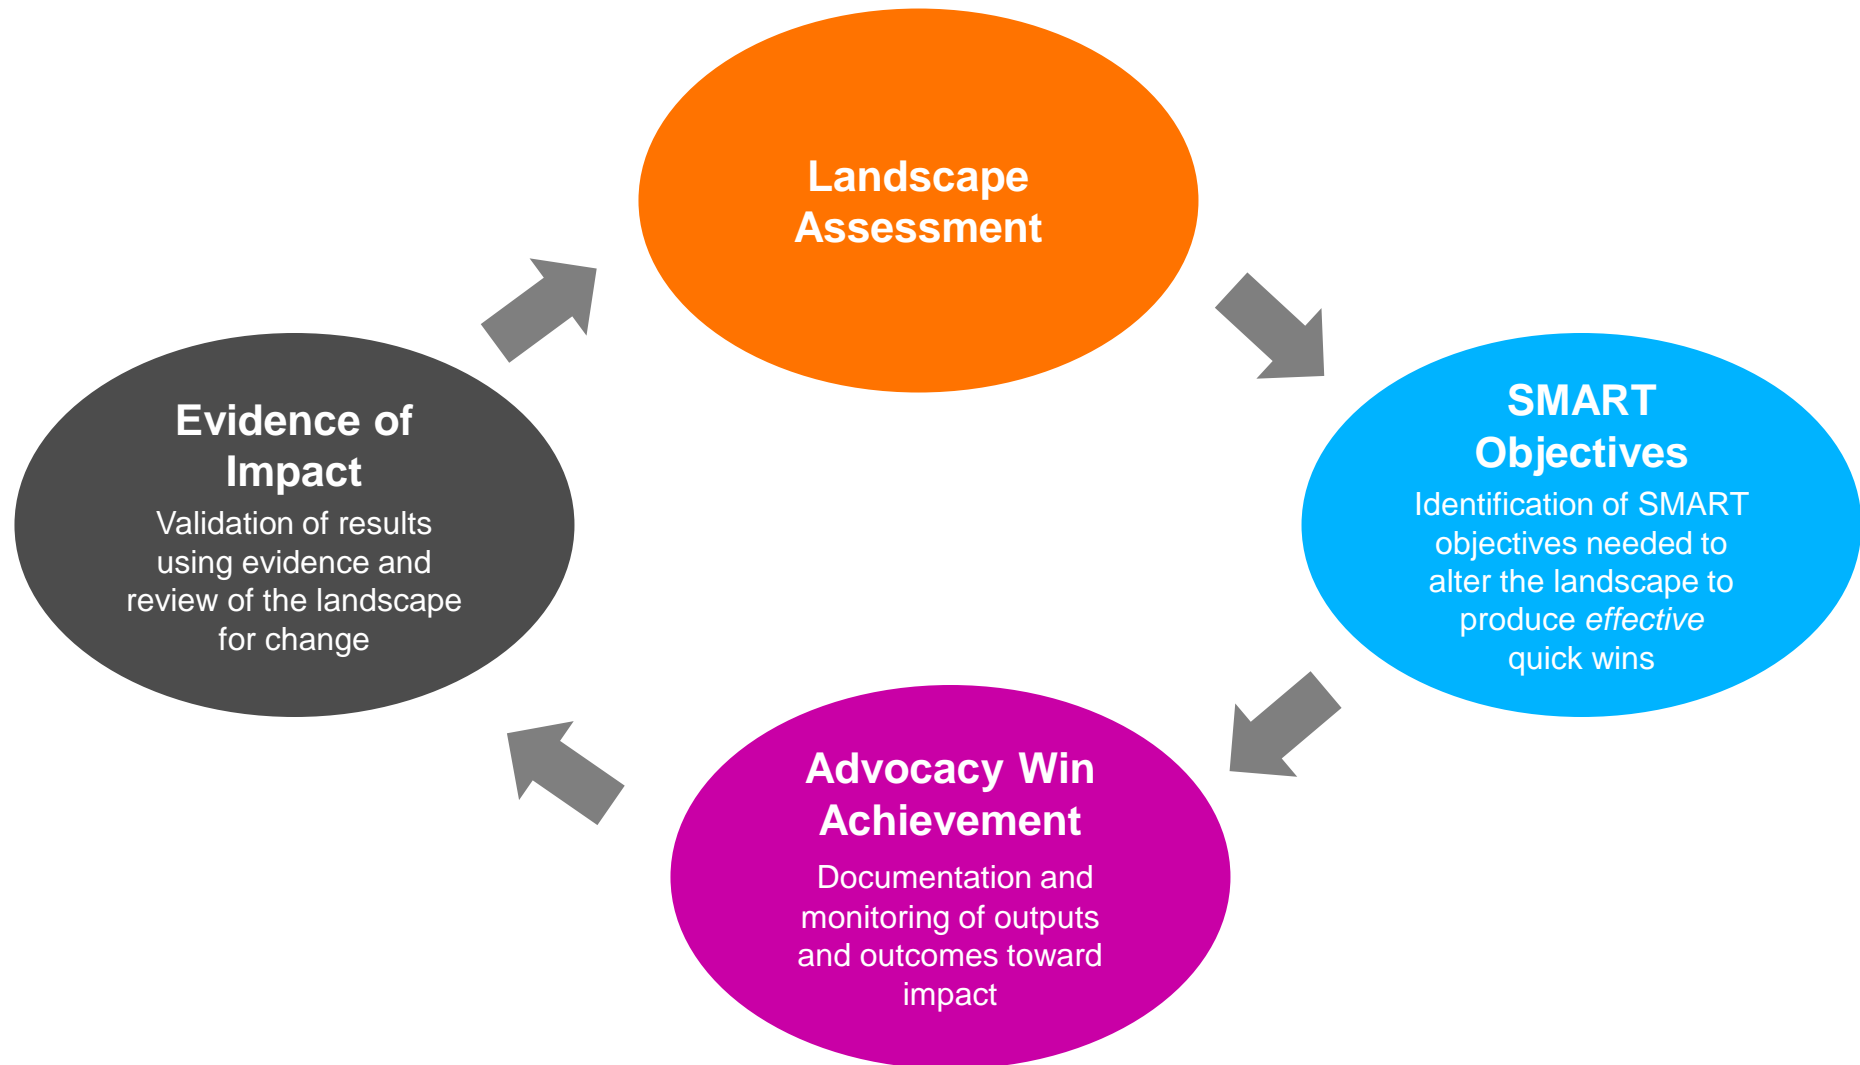 Landscape
Assessment
SMART
Objectives
Identification of SMART
objectives needed to
alter the landscape to
produce effective
quick wins
Advocacy Win
Achievement
Documentation and
monitoring of outputs
and outcomes toward
impact
Evidence of
Impact
Validation of results
using evidence and
review of the landscape
for change